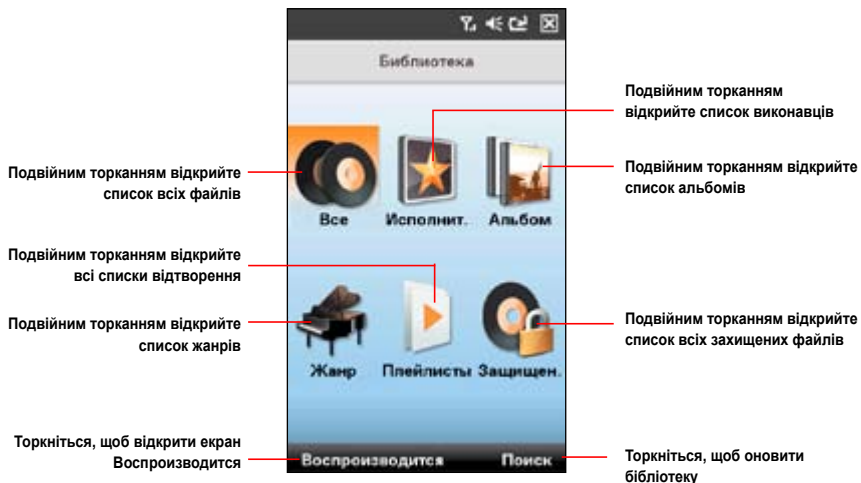 Библиотека
Подвійним торканням
відкрийте список виконавців
Подвійним торканням відкрийте
список всіх файлів
Подвійним торканням відкрийте
список альбомів
Все
Исполнит.
Альбом
Подвійним торканням відкрийте
всі списки відтворення
Подвійним торканням відкрийте
список жанрів
Подвійним торканням відкрийте
список всіх захищених файлів
Жанр
Плейлисты
Защищен.
Торкніться, щоб відкрити екран
Воспроизводится
Воспроизводится
Поиск
Торкніться, щоб оновити
бібліотеку